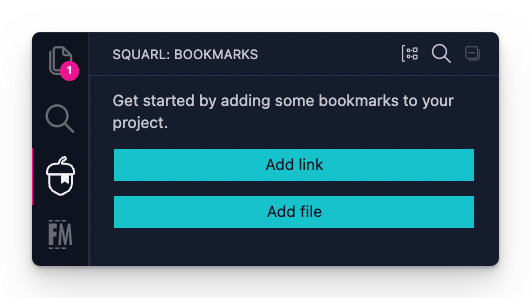 SQUARL: BOOKMARKS
1
Get started by adding some bookmarks to your
project.
Add link
Add file
FM